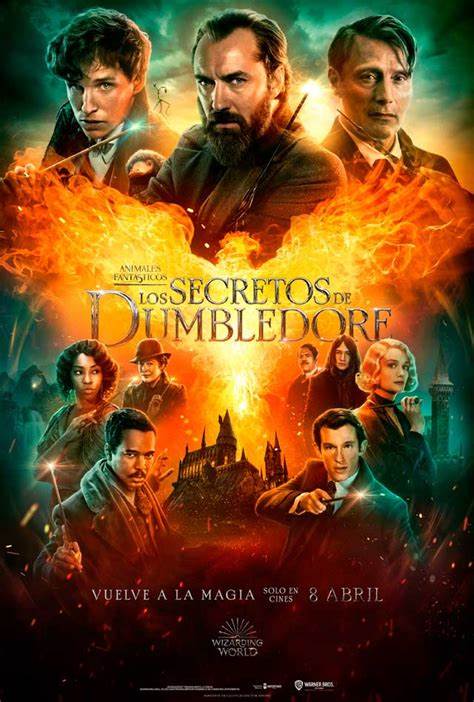 ANIMALES
FANTÁSTICOS
LOS SECRETOS DE
DUMBLEDORE
VUELVE A LA MAGIA SOLO EN CINES 8 ABRIL
WIZARDING
WORLD
WARNER BROS.